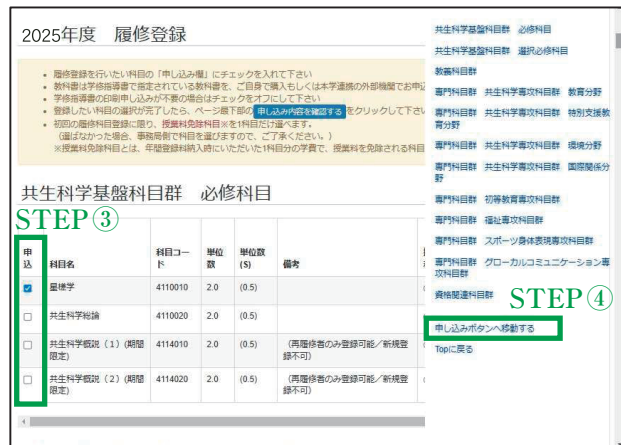 2025年度　履修登録
・ 履修登録を行いたい科目の「申し込み欄」にチェックを入れて下さい
・ 教科書は学修指導書で指定されている教科書を、ご自身で購入もしくは本学連携の外部機関でお申込
・ 学修指導書の印刷申し込みが不要の場合はチェックをオフにして下さい
・ 登録したい科目の選択が完了したら、ページ最下部の 申し込み内容を確認する をクリックして下さい
・ 初回の履修科目登録に限り、授業料免除科目※を1科目だけ選べます。
（選ばなかった場合、事務局側で科目を選びますので、ご了承ください。）
※授業料免除科目とは、年間登録料納入時にいただいた1科目分の学費で、授業料を免除される科目
共生科学基盤科目群　必修科目
STEP③
申込 科目名 科目コード 単位数 単位数(S) 備考
星槎学 4110010 2.0 (0.5)
共生科学総論 4110020 2.0 (0.5)
共生科学概説（1）(期間限定) 4114010 2.0 (0.5) （再履修者のみ登録可能／新規登録不可）
共生科学概説（2）(期間限定) 4114020 2.0 (0.5) （再履修者のみ登録可能／新規登録不可）
共生科学基盤科目群　必修科目
共生科学基盤科目群　選択必修科目
教養科目群
専門科目群　共生科学専攻科目群　教育分野
専門科目群　共生科学専攻科目群　特別支援教
育分野
専門科目群　共生科学専攻科目群　環境分野
専門科目群　共生科学専攻科目群　国際関係分
野
専門科目群　初等教育専攻科目群
専門科目群　福祉専攻科目群
専門科目群　スポーツ身体表現専攻科目群
専門科目群　グローカルコミュニケーション専
攻科目群
資格関連科目群
STEP④
申し込みボタンへ移動する
Topに戻る